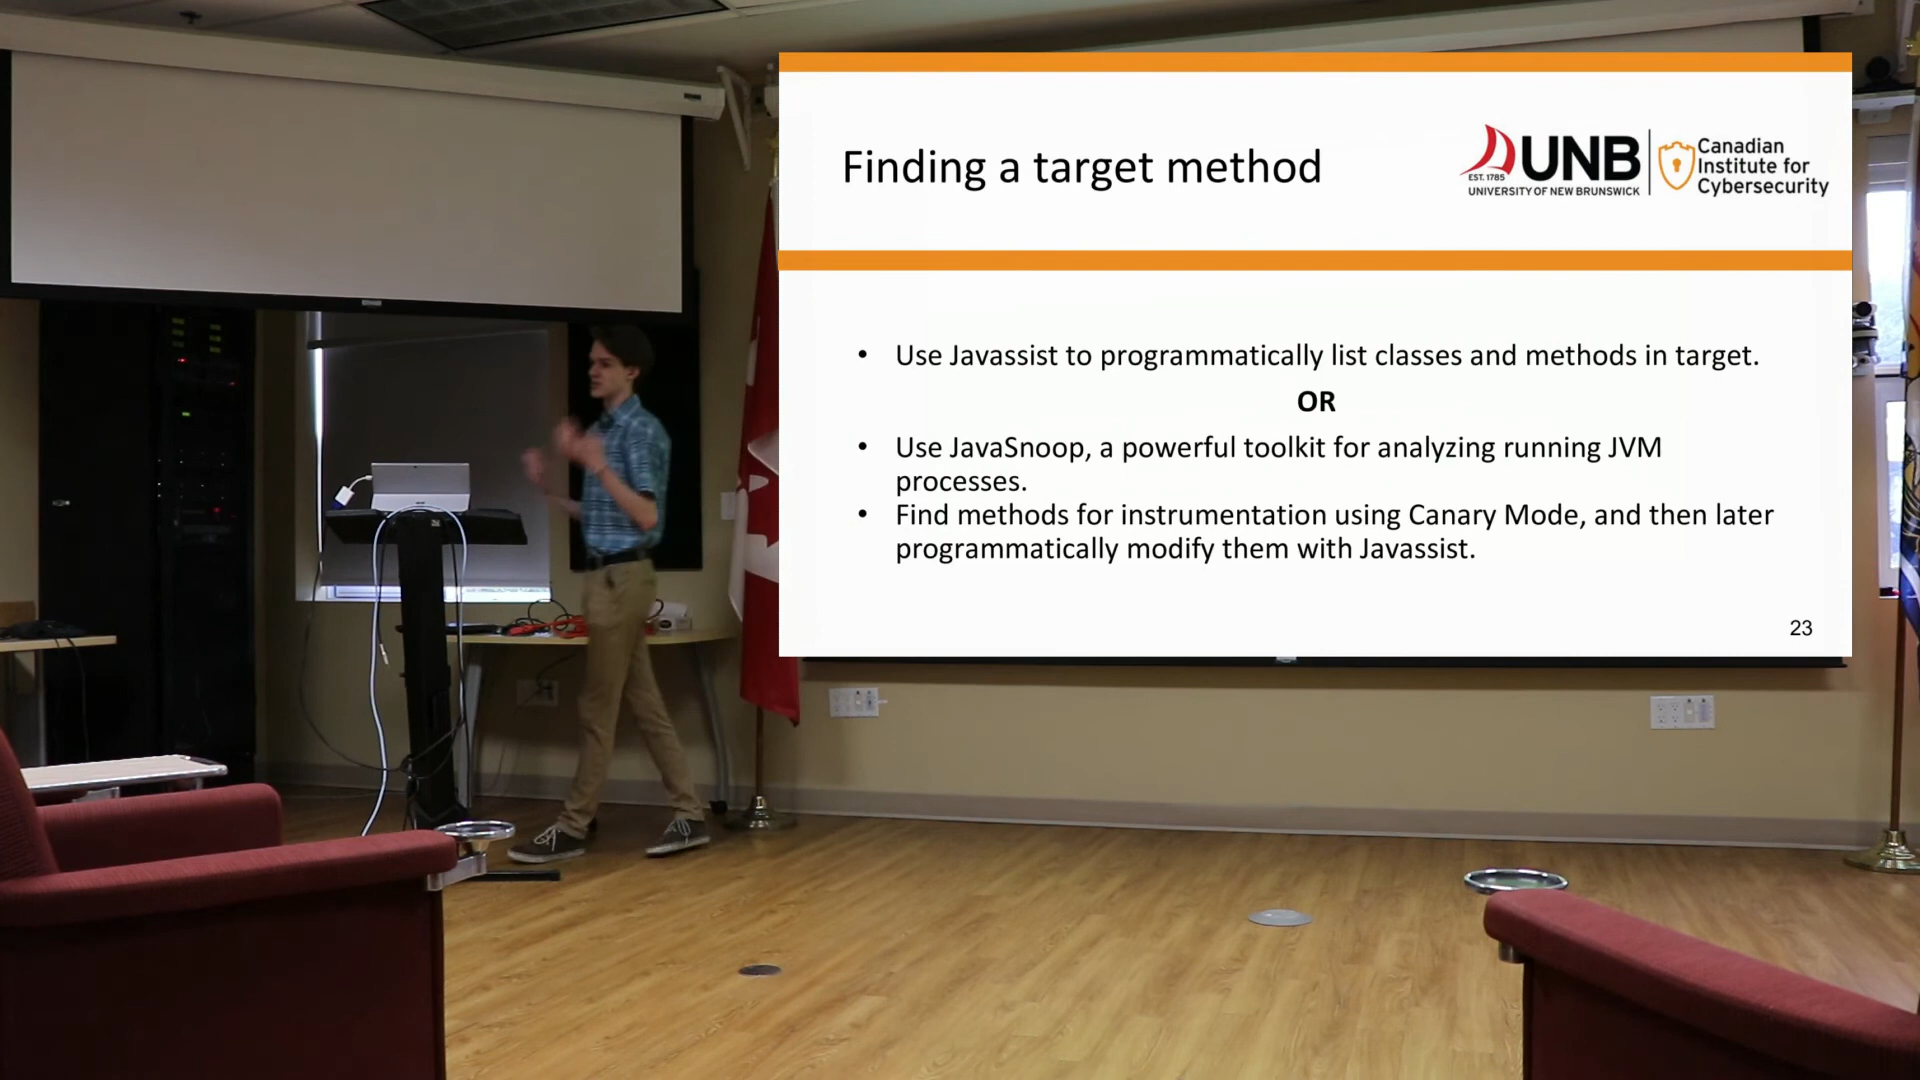 Finding a target method
EST. 1785
UNB
UNIVERSITY OF NEW BRUNSWICK
Canadian
Institute for
Cybersecurity
• Use Javassist to programmatically list classes and methods in target.
OR
• Use JavaSnoop, a powerful toolkit for analyzing running JVM
processes.
• Find methods for instrumentation using Canary Mode, and then later
programmatically modify them with Javassist.
23